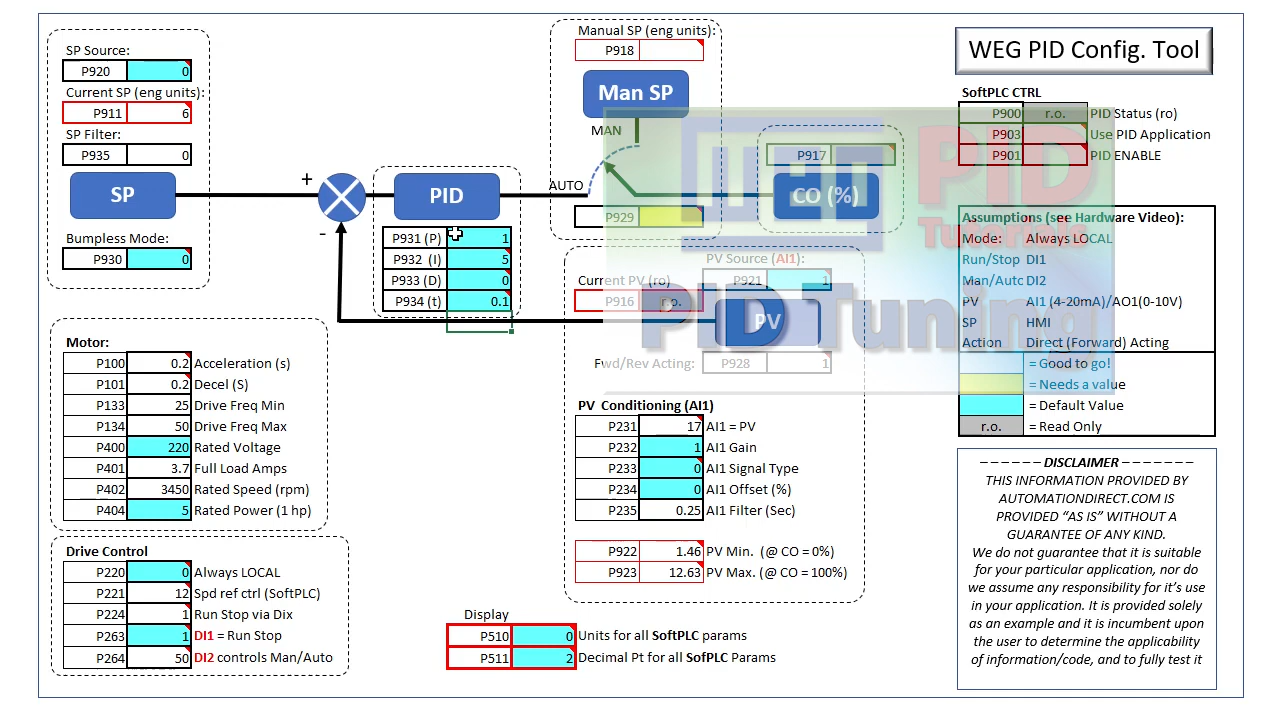 WEG PID Config. Tool
SP Source:
P920 0
Current SP (eng units):
P911 6
SP Filter:
P935 0
SP
Bumpless Mode:
P930 0
+
-
PID
P931 (P) 1
P932 (I) 5
P933 (D) 0
P934 (t) 0.1
Manual SP (eng units):
P918
Man SP
MAN
AUTO
P929
P917
CO (%)
PV Source (AI1):
P921 1
Current PV (ro)
P916 r.o.
PV
Fwd/Rev Acting:
P928 1
PID
Tutorials
PID Tuning
SoftPLC CTRL
P900 r.o. PID Status (ro)
P903 Use PID Application
P901 PID ENABLE
Assumptions (see Hardware Video):
Mode: Always LOCAL
Run/Stop DI1
Man/Autc DI2
PV AI1 (4-20mA)/AO1(0-10V)
SP HMI
Action Direct (Forward) Acting
= Good to go!
= Needs a value
= Default Value
r.o. = Read Only
Motor:
P100 0.2 Acceleration (s)
P101 0.2 Decel (S)
P133 25 Drive Freq Min
P134 50 Drive Freq Max
P400 220 Rated Voltage
P401 3.7 Full Load Amps
P402 3450 Rated Speed (rpm)
P404 5 Rated Power (1 hp)
Drive Control
P220 0 Always LOCAL
P221 12 Spd ref ctrl (SoftPLC)
P224 1 Run Stop via Dix
P263 1 DI1 = Run Stop
P264 50 DI2 controls Man/Auto
PV Conditioning (AI1)
P231 17 AI1 = PV
P232 1 AI1 Gain
P233 0 AI1 Signal Type
P234 0 AI1 Offset (%)
P235 0.25 AI1 Filter (Sec)
P922 1.46 PV Min. (@ CO = 0%)
P923 12.63 PV Max. (@ CO = 100%)
Display
P510 0 Units for all SoftPLC params
P511 2 Decimal Pt for all SofPLC Params
– – – – – – DISCLAIMER – – – – – – –
THIS INFORMATION PROVIDED BY
AUTOMATIONDIRECT.COM IS
PROVIDED “AS IS” WITHOUT A
GUARANTEE OF ANY KIND.
We do not guarantee that it is suitable
for your particular application, nor do
we assume any responsibility for it’s use
in your application. It is provided solely
as an example and it is incumbent upon
the user to determine the applicability
of information/code, and to fully test it